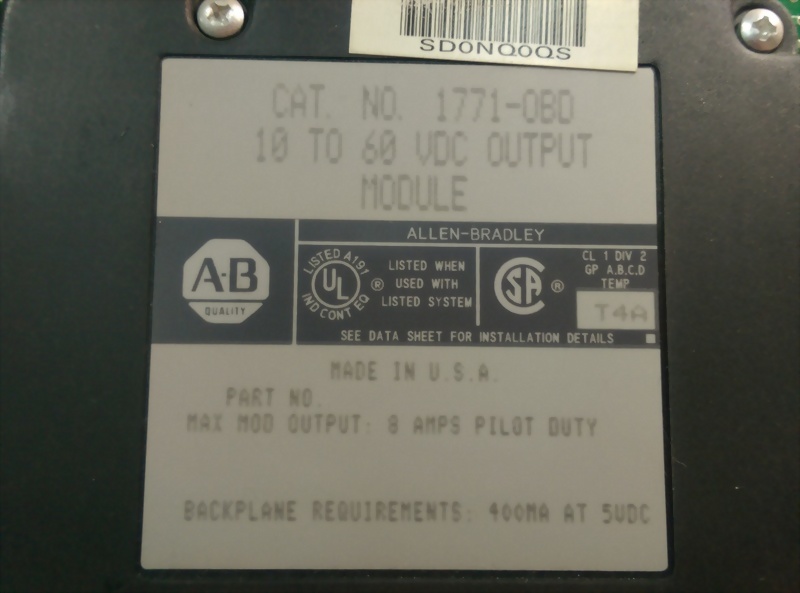 SD0NQ0QS
CAT. NO. 1771-OBD
10 TO 60 VDC OUTPUT
MODULE
ALLEN-BRADLEY
A-B
QUALITY
LISTED A191
UL
IND CONT EQ
®
LISTED WHEN
USED WITH
LISTED SYSTEM
SA
®
CL 1 DIV 2
GP A,B,C,D
TEMP
T4A
SEE DATA SHEET FOR INSTALLATION DETAILS
MADE IN U.S.A.
PART NO.
MAX MOD OUTPUT: 8 AMPS PILOT DUTY
BACKPLANE REQUIREMENTS: 400MA AT 5VDC